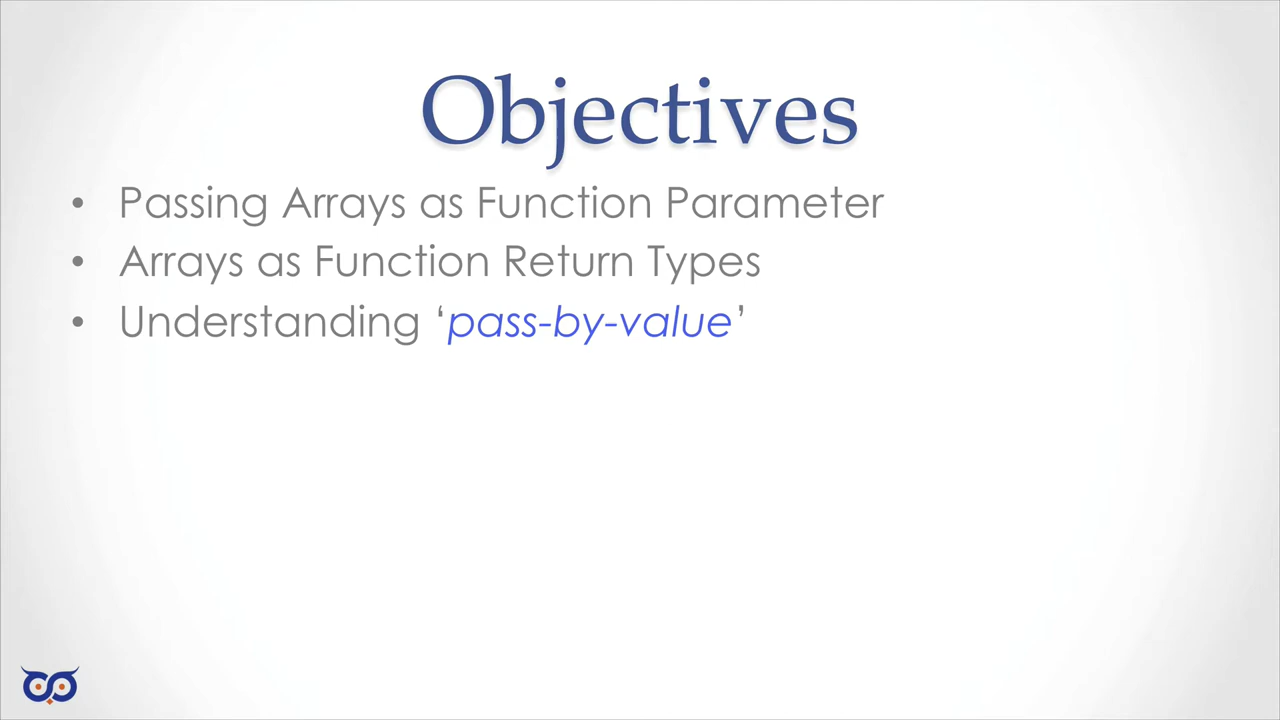 Objectives
• Passing Arrays as Function Parameter
• Arrays as Function Return Types
• Understanding ‘pass-by-value’